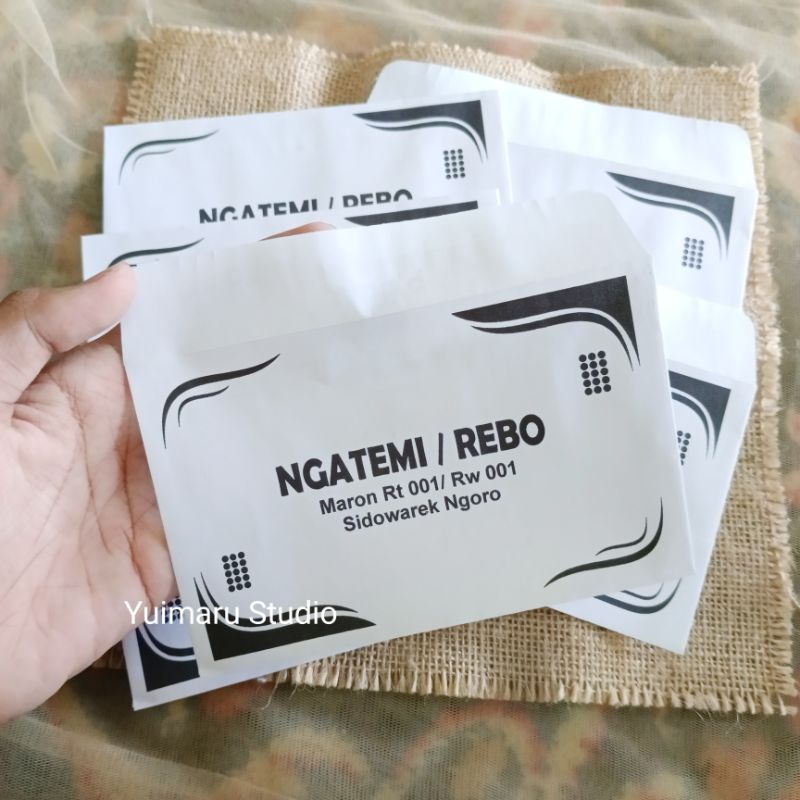 NGATEMI / REBO
NGATEMI / REBO
Maron Rt 001/ Rw 001
Sidowarek Ngoro
Yuimaru Studio